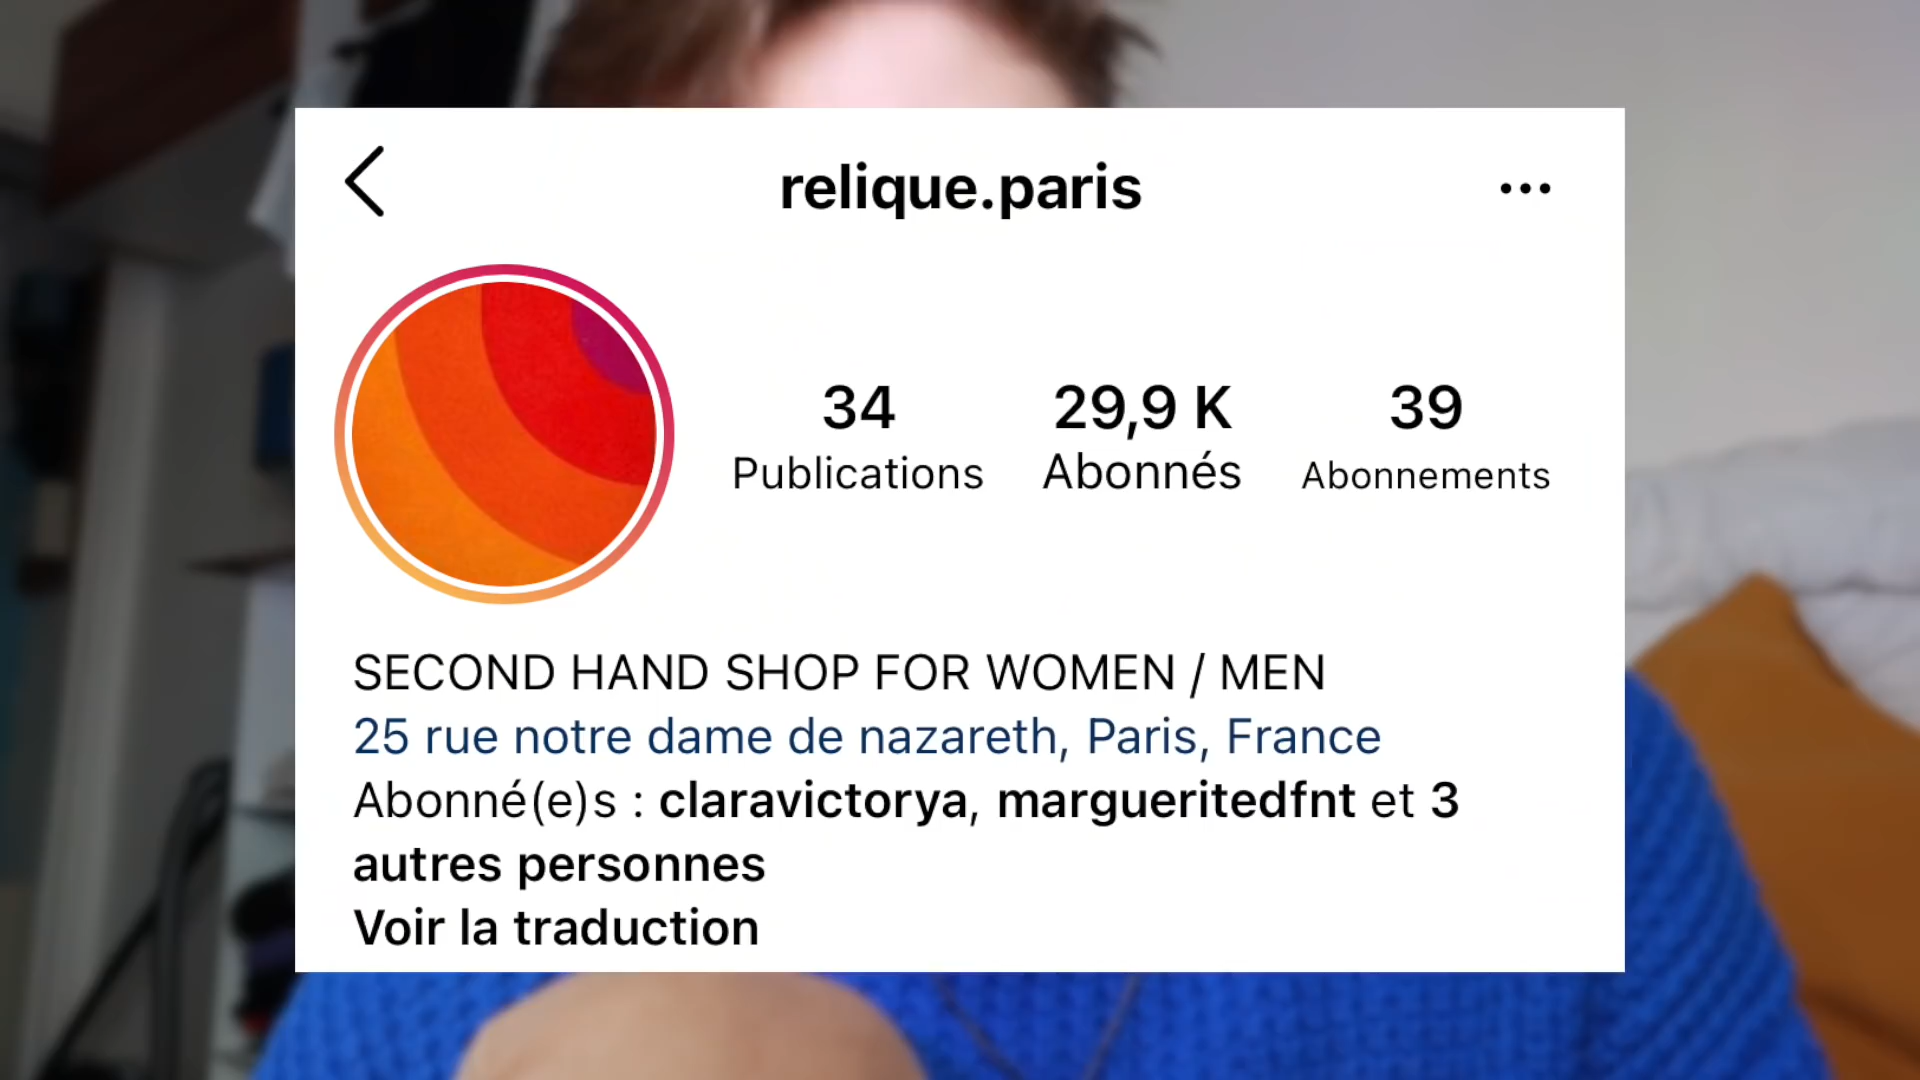 relique.paris
34
29,9 K
39
Publications
Abonnés
Abonnements
SECOND HAND SHOP FOR WOMEN / MEN
25 rue notre dame de nazareth, Paris, France
Abonné(e)s : claravictorya, margueritedfnt et 3
autres personnes
Voir la traduction